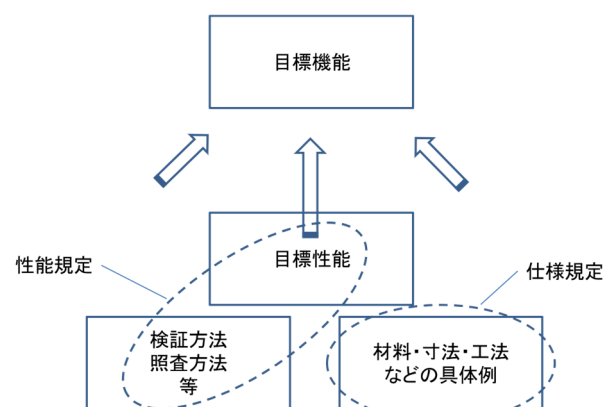 目標機能
目標性能
性能規定
仕様規定
検証方法
照査方法
等
材料・寸法・工法
などの具体例